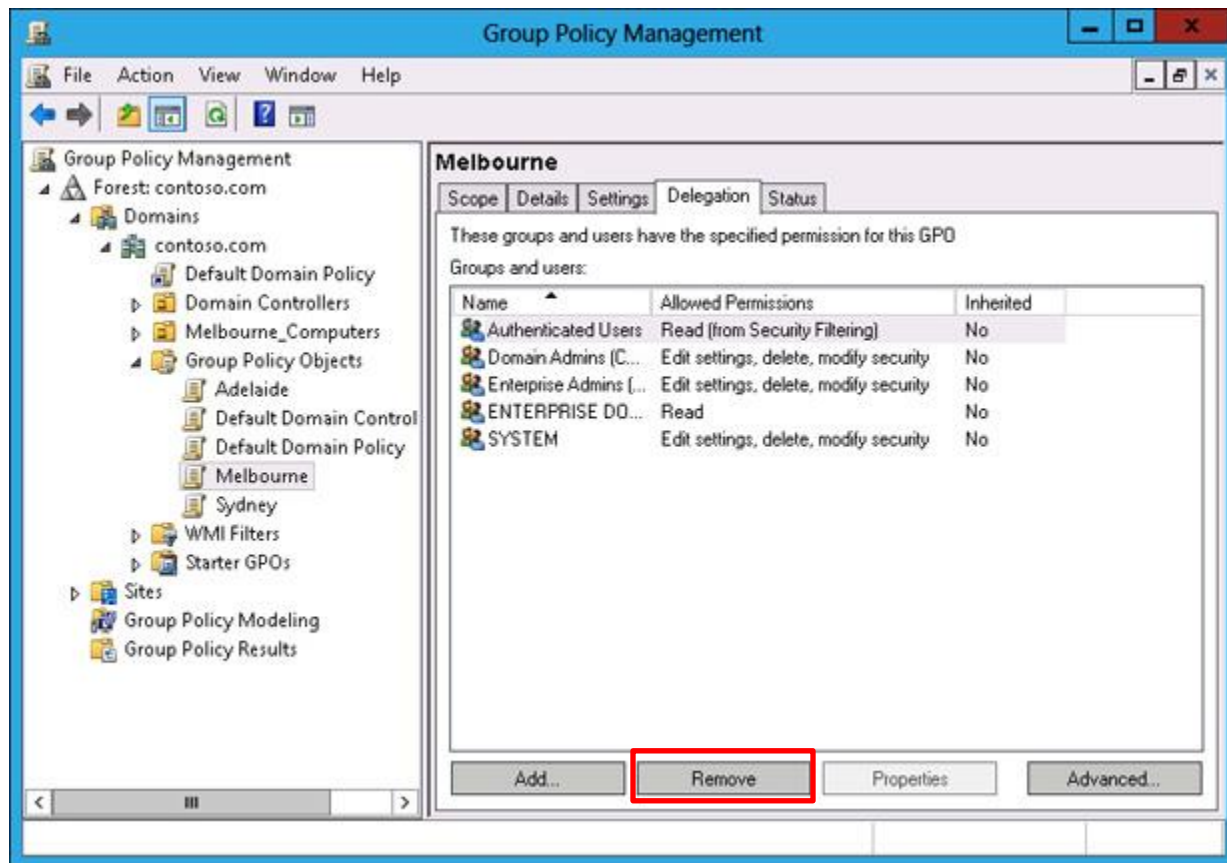 Group Policy Management
File Action View Window Help
Group Policy Management
Forest: contoso.com
Domains
contoso.com
Default Domain Policy
Domain Controllers
Melbourne_Computers
Group Policy Objects
Adelaide
Default Domain Control
Default Domain Policy
Melbourne
Sydney
WMI Filters
Starter GPOs
Sites
Group Policy Modeling
Group Policy Results
Melbourne
Scope Details Settings Delegation Status
These groups and users have the specified permission for this GPO
Groups and users:
Name Allowed Permissions Inherited
Authenticated Users Read (from Security Filtering) No
Domain Admins (C... Edit settings, delete, modify security No
Enterprise Admins (... Edit settings, delete, modify security No
ENTERPRISE DO... Read No
SYSTEM Edit settings, delete, modify security No
Add... Remove Properties Advanced...